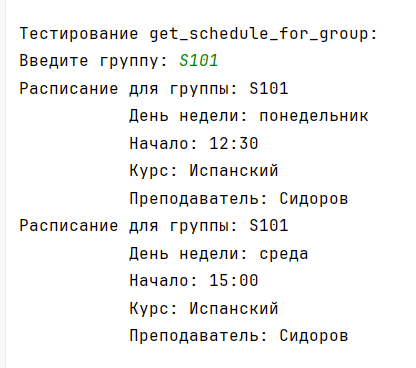 Тестирование get_schedule_for_group:
Введите группу: S101
Расписание для группы: S101
День недели: понедельник
Начало: 12:30
Курс: Испанский
Преподаватель: Сидоров
Расписание для группы: S101
День недели: среда
Начало: 15:00
Курс: Испанский
Преподаватель: Сидоров